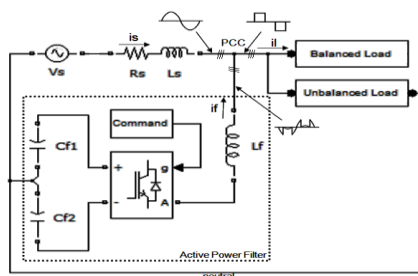 is
PCC
il
Vs
Rs
Ls
Balanced Load
Unbalanced Load
if
Command
Lf
Cf1
+
g
-
A
Cf2
Active Power Filter
neutral